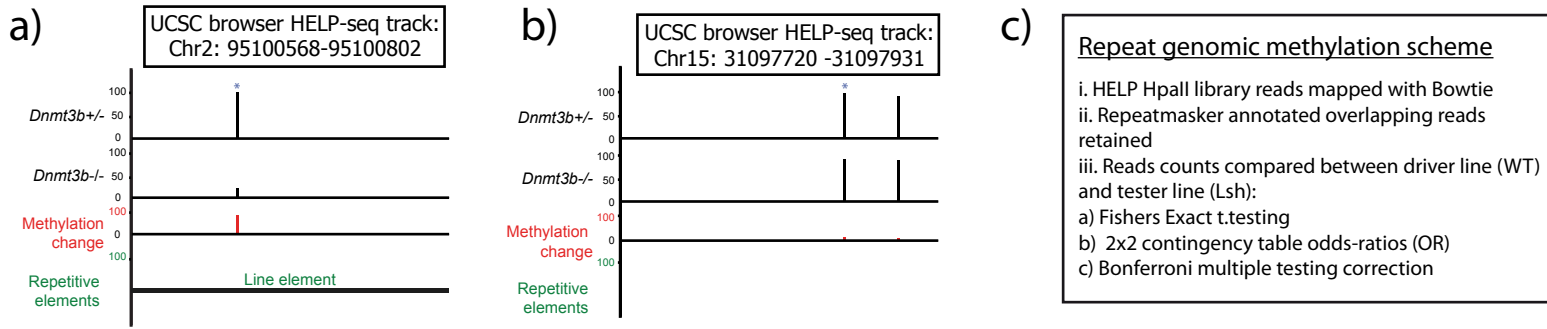 a)
UCSC browser HELP-seq track:
Chr2: 95100568-95100802
*
100
Dnmt3b+/- 50
0
100
Dnmt3b-/- 50
0
Methylation 100
change 0
100
Repetitive
elements
Line element
b)
UCSC browser HELP-seq track:
Chr15: 31097720 -31097931
*
100
Dnmt3b+/- 50
0
100
Dnmt3b-/- 50
0
Methylation 100
change 0
100
Repetitive
elements
c)
Repeat genomic methylation scheme
i. HELP HpaII library reads mapped with Bowtie
ii. Repeatmasker annotated overlapping reads
retained
iii. Reads counts compared between driver line (WT)
and tester line (Lsh):
a) Fishers Exact t.testing
b) 2x2 contingency table odds-ratios (OR)
c) Bonferroni multiple testing correction